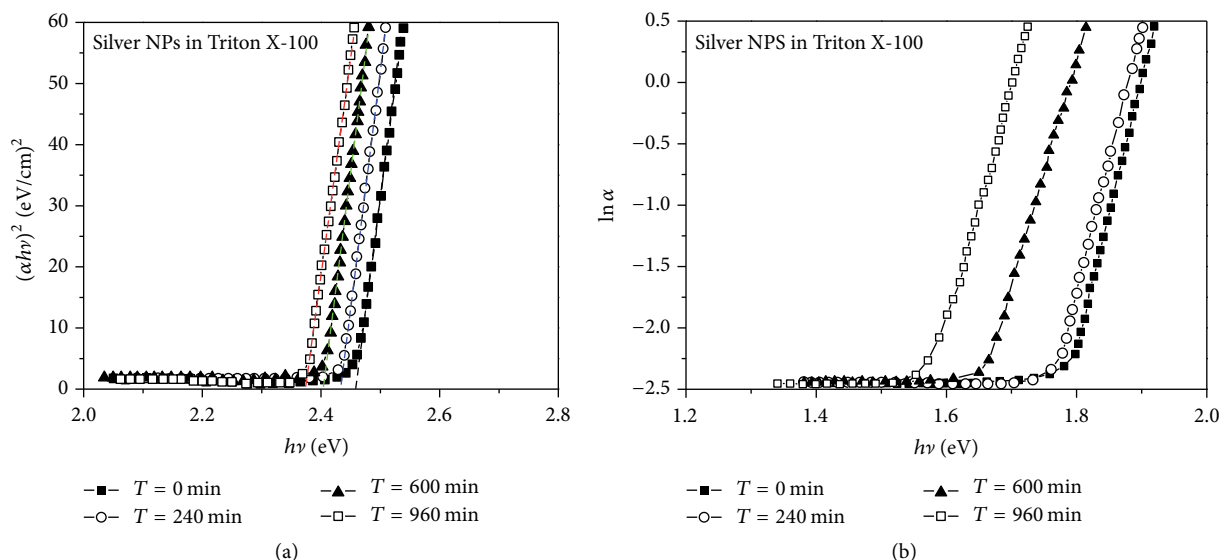 Silver NPs in Triton X-100
60
50
40
30
20
10
0
(αhν)² (eV/cm)²
2.0 2.2 2.4 2.6 2.8
hν (eV)
T = 0 min
T = 240 min
T = 600 min
T = 960 min
(a)
Silver NPS in Triton X-100
0.5
0.0
−0.5
−1.0
−1.5
−2.0
−2.5
ln α
1.2 1.4 1.6 1.8 2.0
hν (eV)
T = 0 min
T = 240 min
T = 600 min
T = 960 min
(b)